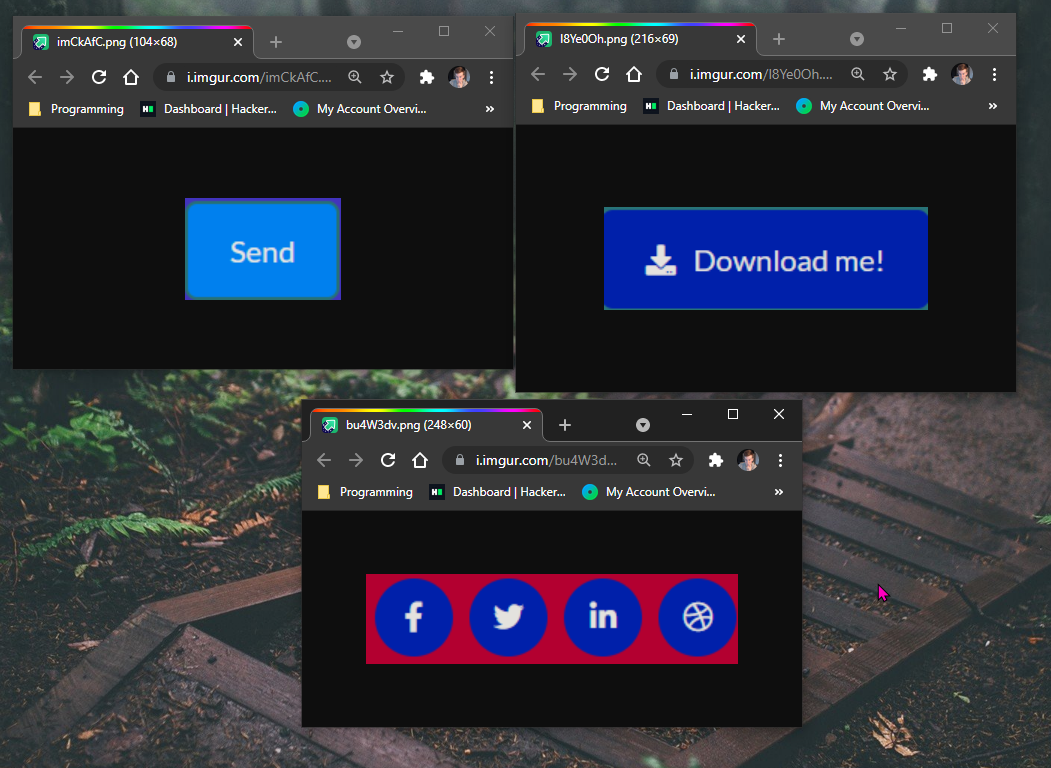 imCkAfC.png (104×68)
i.imgur.com/imCkAfC....
Programming
Dashboard | Hacker...
My Account Overvi...
»
Send
l8Ye0Oh.png (216×69)
i.imgur.com/l8Ye0Oh....
Programming
Dashboard | Hacker...
My Account Overvi...
»
Download me!
bu4W3dv.png (248×60)
i.imgur.com/bu4W3d...
Programming
Dashboard | Hacker...
My Account Overvi...
»
f
in